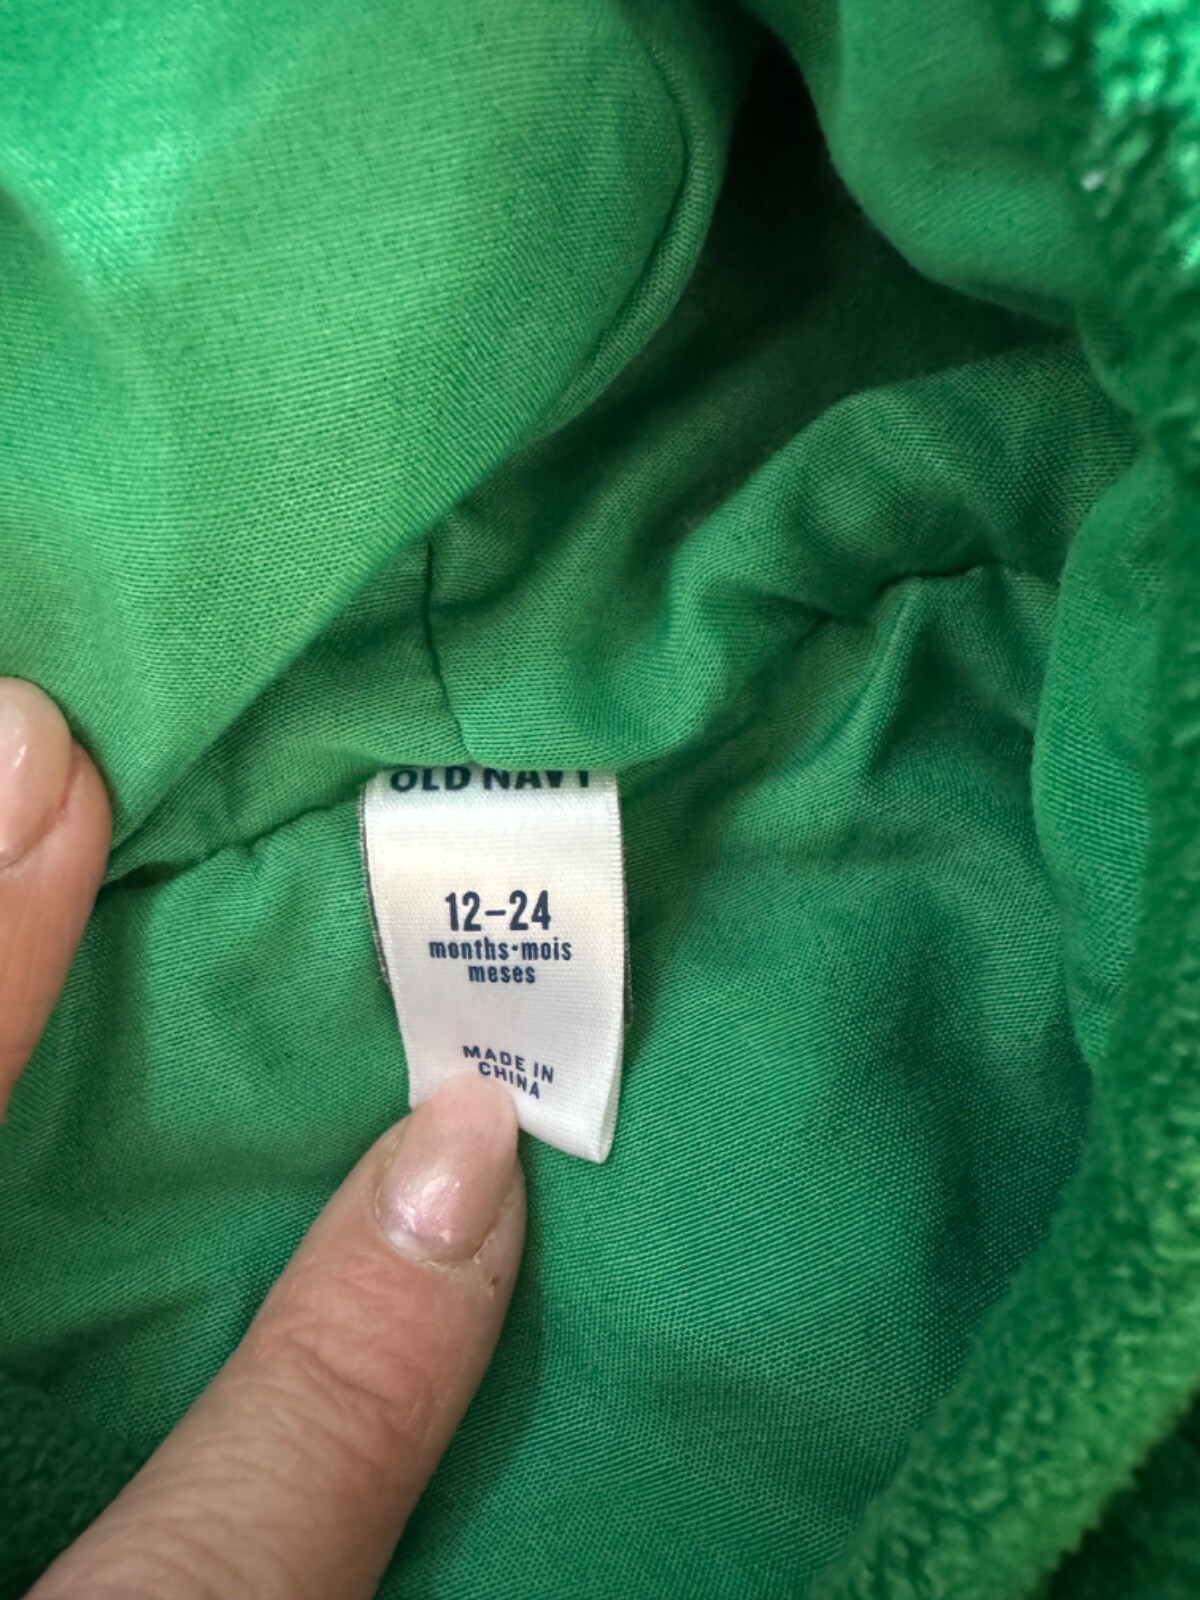 OLD NAVY
12-24
months·mois
meses
MADE IN
CHINA